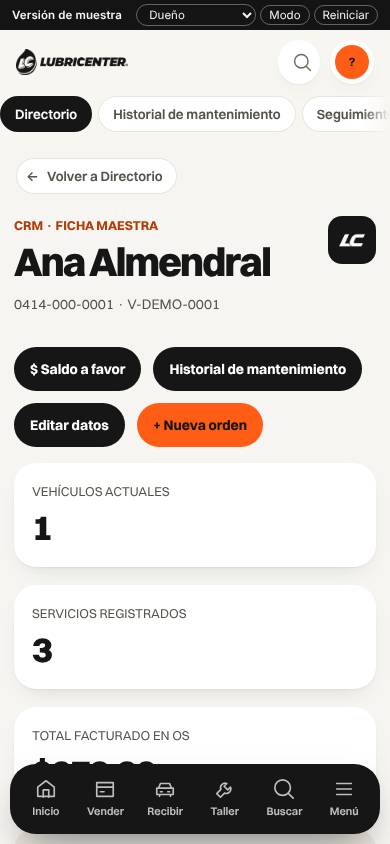 Versión de muestra Dueño Modo Reiniciar
LC LUBRICENTER. ?
Directorio Historial de mantenimiento Seguimient
← Volver a Directorio
CRM · FICHA MAESTRA
LC
Ana Almendral
0414-000-0001 · V-DEMO-0001
$ Saldo a favor Historial de mantenimiento
Editar datos + Nueva orden
VEHÍCULOS ACTUALES
1
SERVICIOS REGISTRADOS
3
TOTAL FACTURADO EN OS
Inicio Vender Recibir Taller Buscar Menú